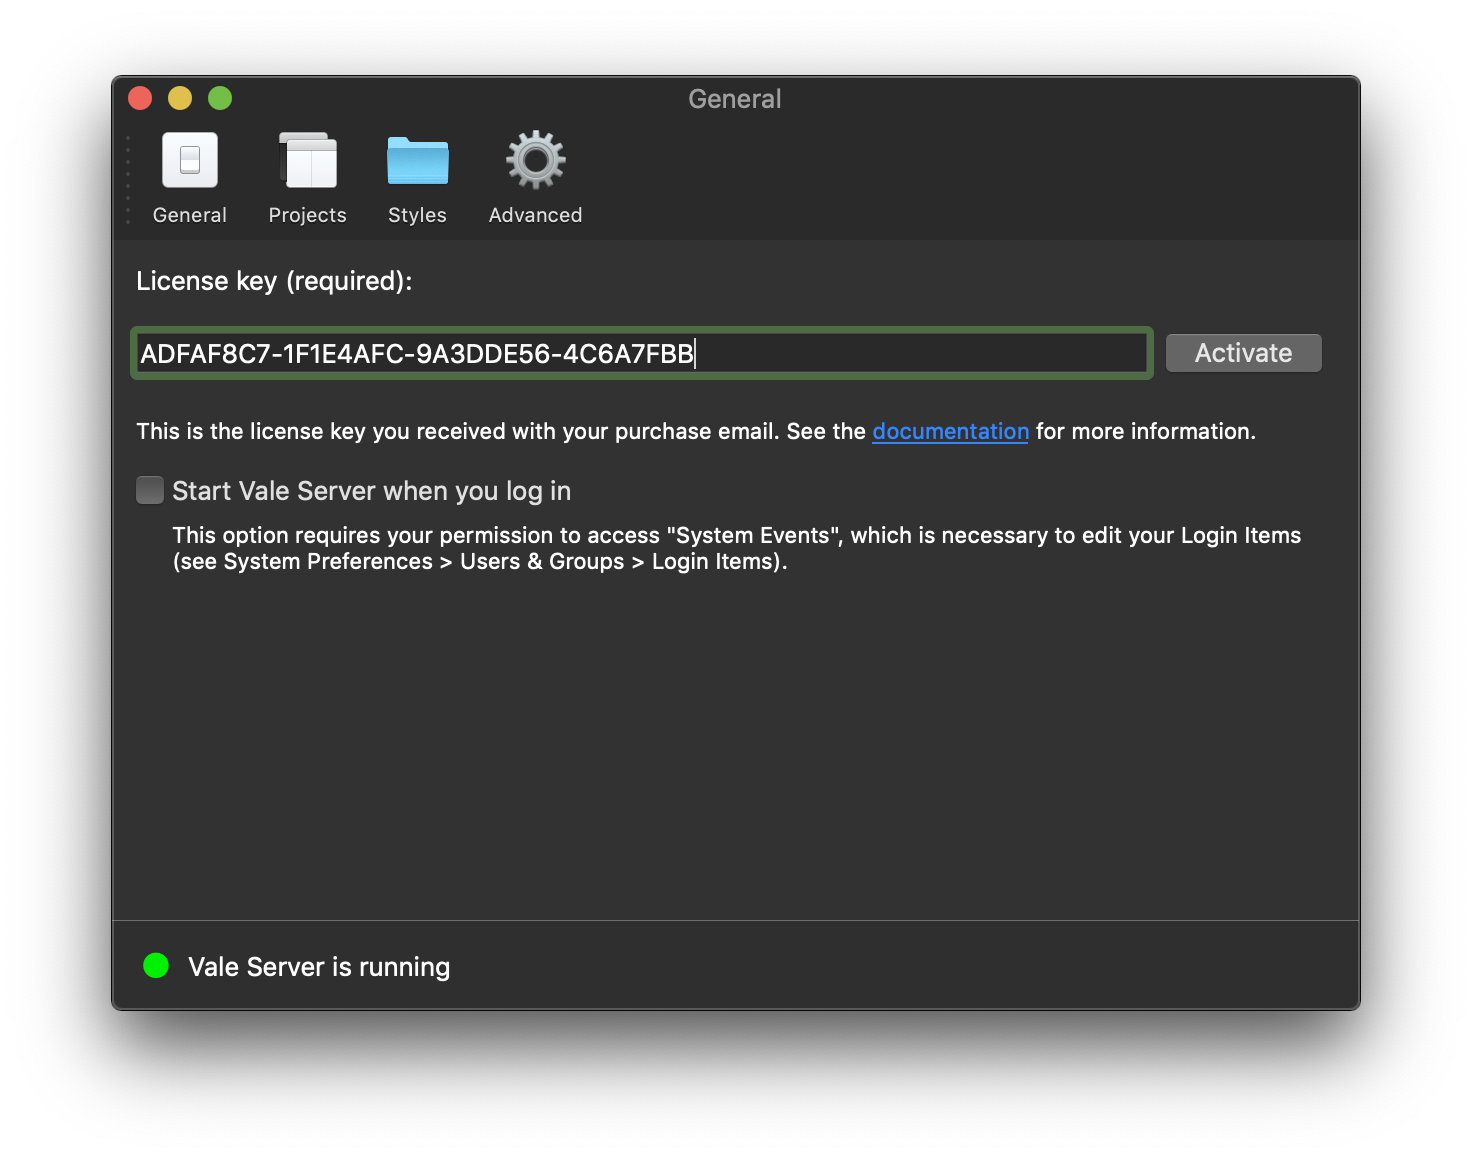 General
General
Projects
Styles
Advanced
License key (required):
ADFAF8C7-1F1E4AFC-9A3DDE56-4C6A7FBB
Activate
This is the license key you received with your purchase email. See the documentation for more information.
Start Vale Server when you log in
This option requires your permission to access "System Events", which is necessary to edit your Login Items
(see System Preferences > Users & Groups > Login Items).
Vale Server is running